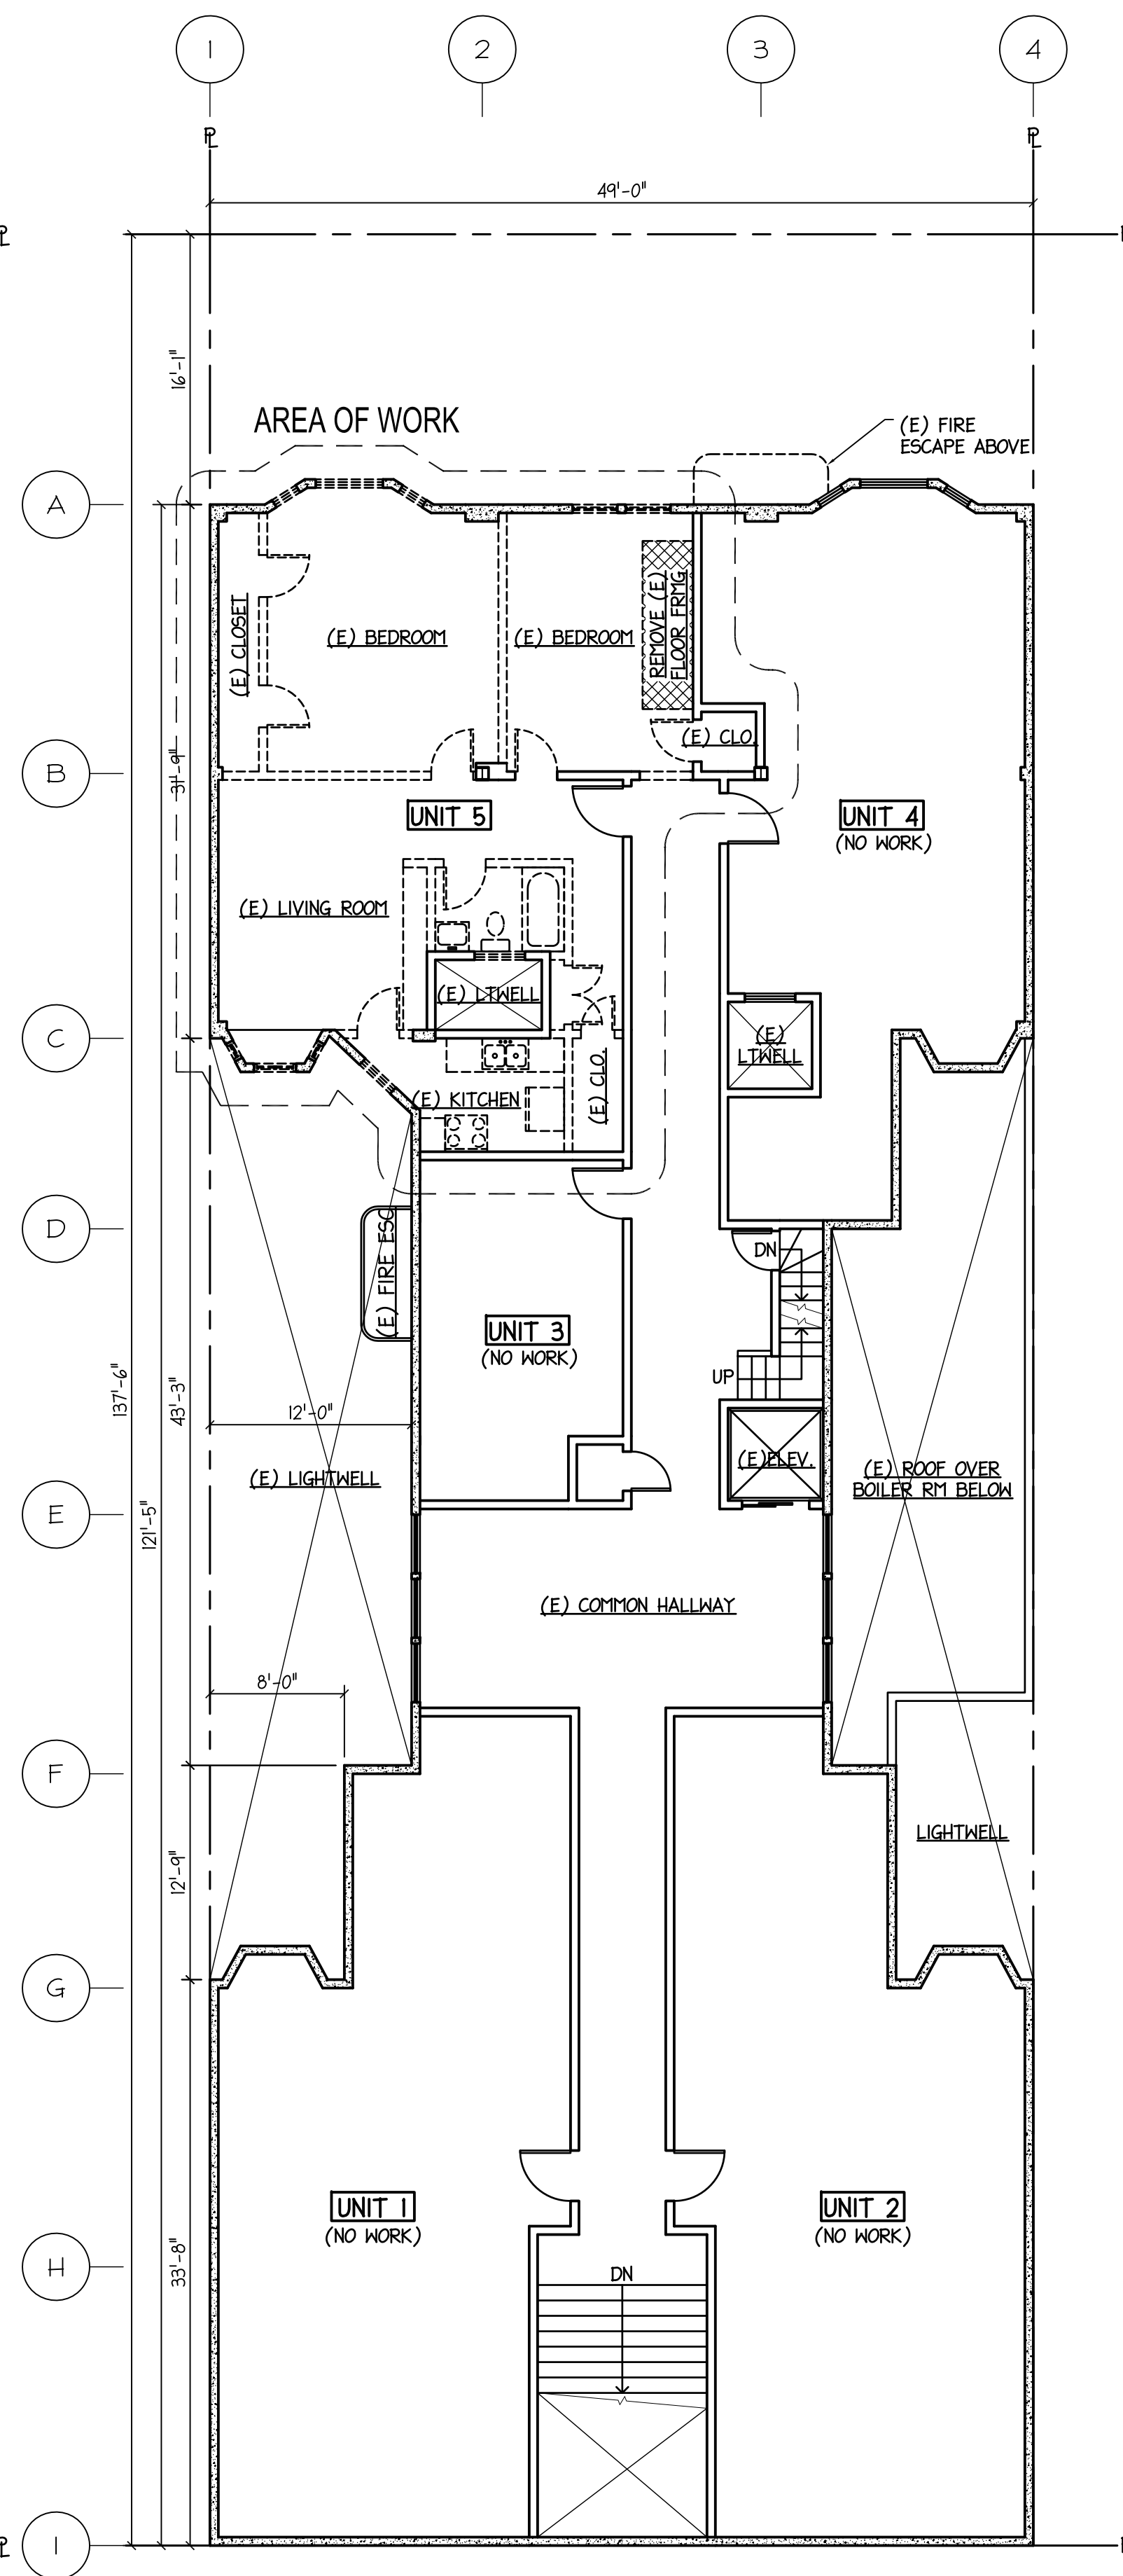 1
2
3
4
PL
PL
49'-0"
PL
16'-1"
AREA OF WORK
(E) FIRE
ESCAPE ABOVE
A
(E) CLOSET
(E) BEDROOM
(E) BEDROOM
REMOVE (E)
FLOOR FRMG
(E) CLO.
B
31'-9"
UNIT 5
UNIT 4
(NO WORK)
(E) LIVING ROOM
(E) LTWELL
C
(E)
LTWELL
(E) KITCHEN
(E) CLO.
D
(E) FIRE ESC
DN
UNIT 3
(NO WORK)
UP
137'-6"
43'-3"
12'-0"
(E)ELEV.
(E) LIGHTWELL
(E) ROOF OVER
BOILER RM BELOW
E
121'-5"
(E) COMMON HALLWAY
8'-0"
F
LIGHTWELL
12'-9"
G
UNIT 1
(NO WORK)
UNIT 2
(NO WORK)
H
33'-8"
DN
PL
I